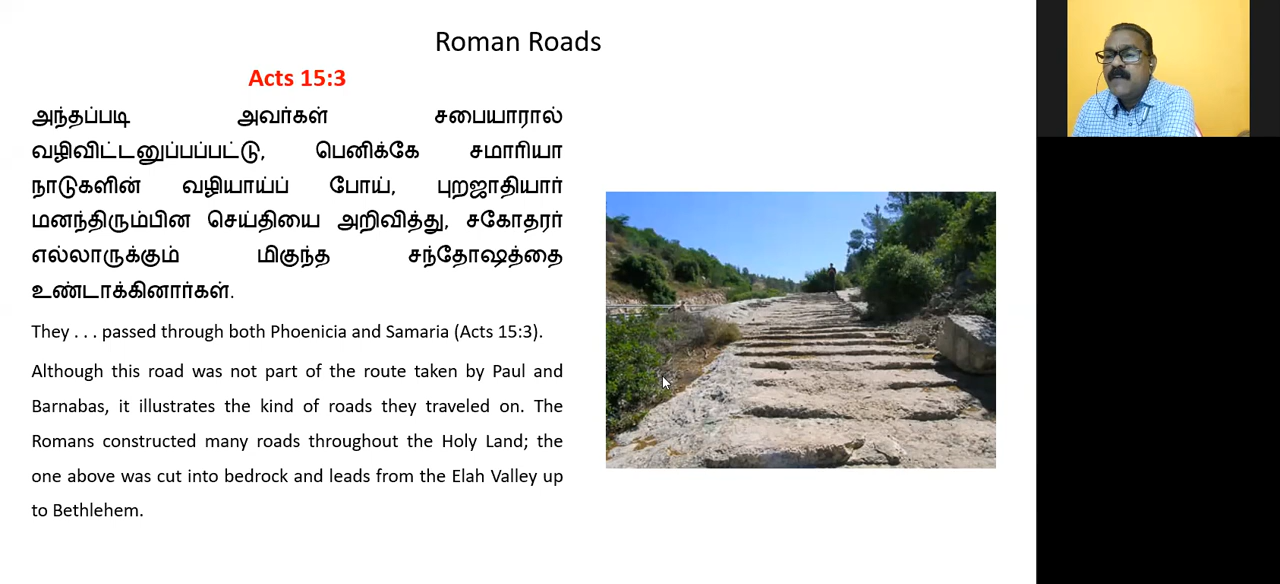 Roman Roads
Acts 15:3
அந்தப்படி அவர்கள் சபையாரால்
வழிவிட்டனுப்பப்பட்டு, பெனிக்கே சமாரியா
நாடுகளின் வழியாய்ப் போய், புறஜாதியார்
மனந்திரும்பின செய்தியை அறிவித்து, சகோதரர்
எல்லாருக்கும் மிகுந்த சந்தோஷத்தை
உண்டாக்கினார்கள்.
They . . . passed through both Phoenicia and Samaria (Acts 15:3).
Although this road was not part of the route taken by Paul and
Barnabas, it illustrates the kind of roads they traveled on. The
Romans constructed many roads throughout the Holy Land; the
one above was cut into bedrock and leads from the Elah Valley up
to Bethlehem.